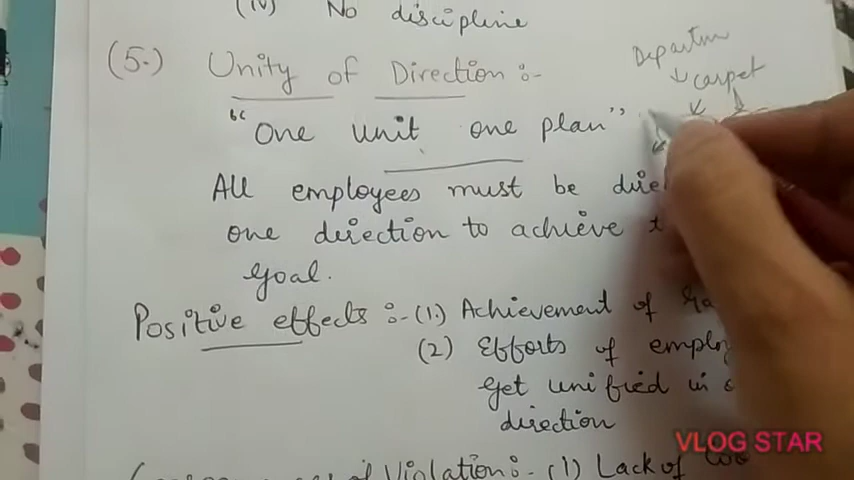 (iv) No discipline
(5.) Unity of Direction :-
Departm
carpet
"One unit one plan"
All employees must be
one direction to achieve
goal.
Positive effects :- (1.) Achievement of
(2) Efforts of
get unified in
direction
of Violation :- (1) Lack of
VLOG STAR